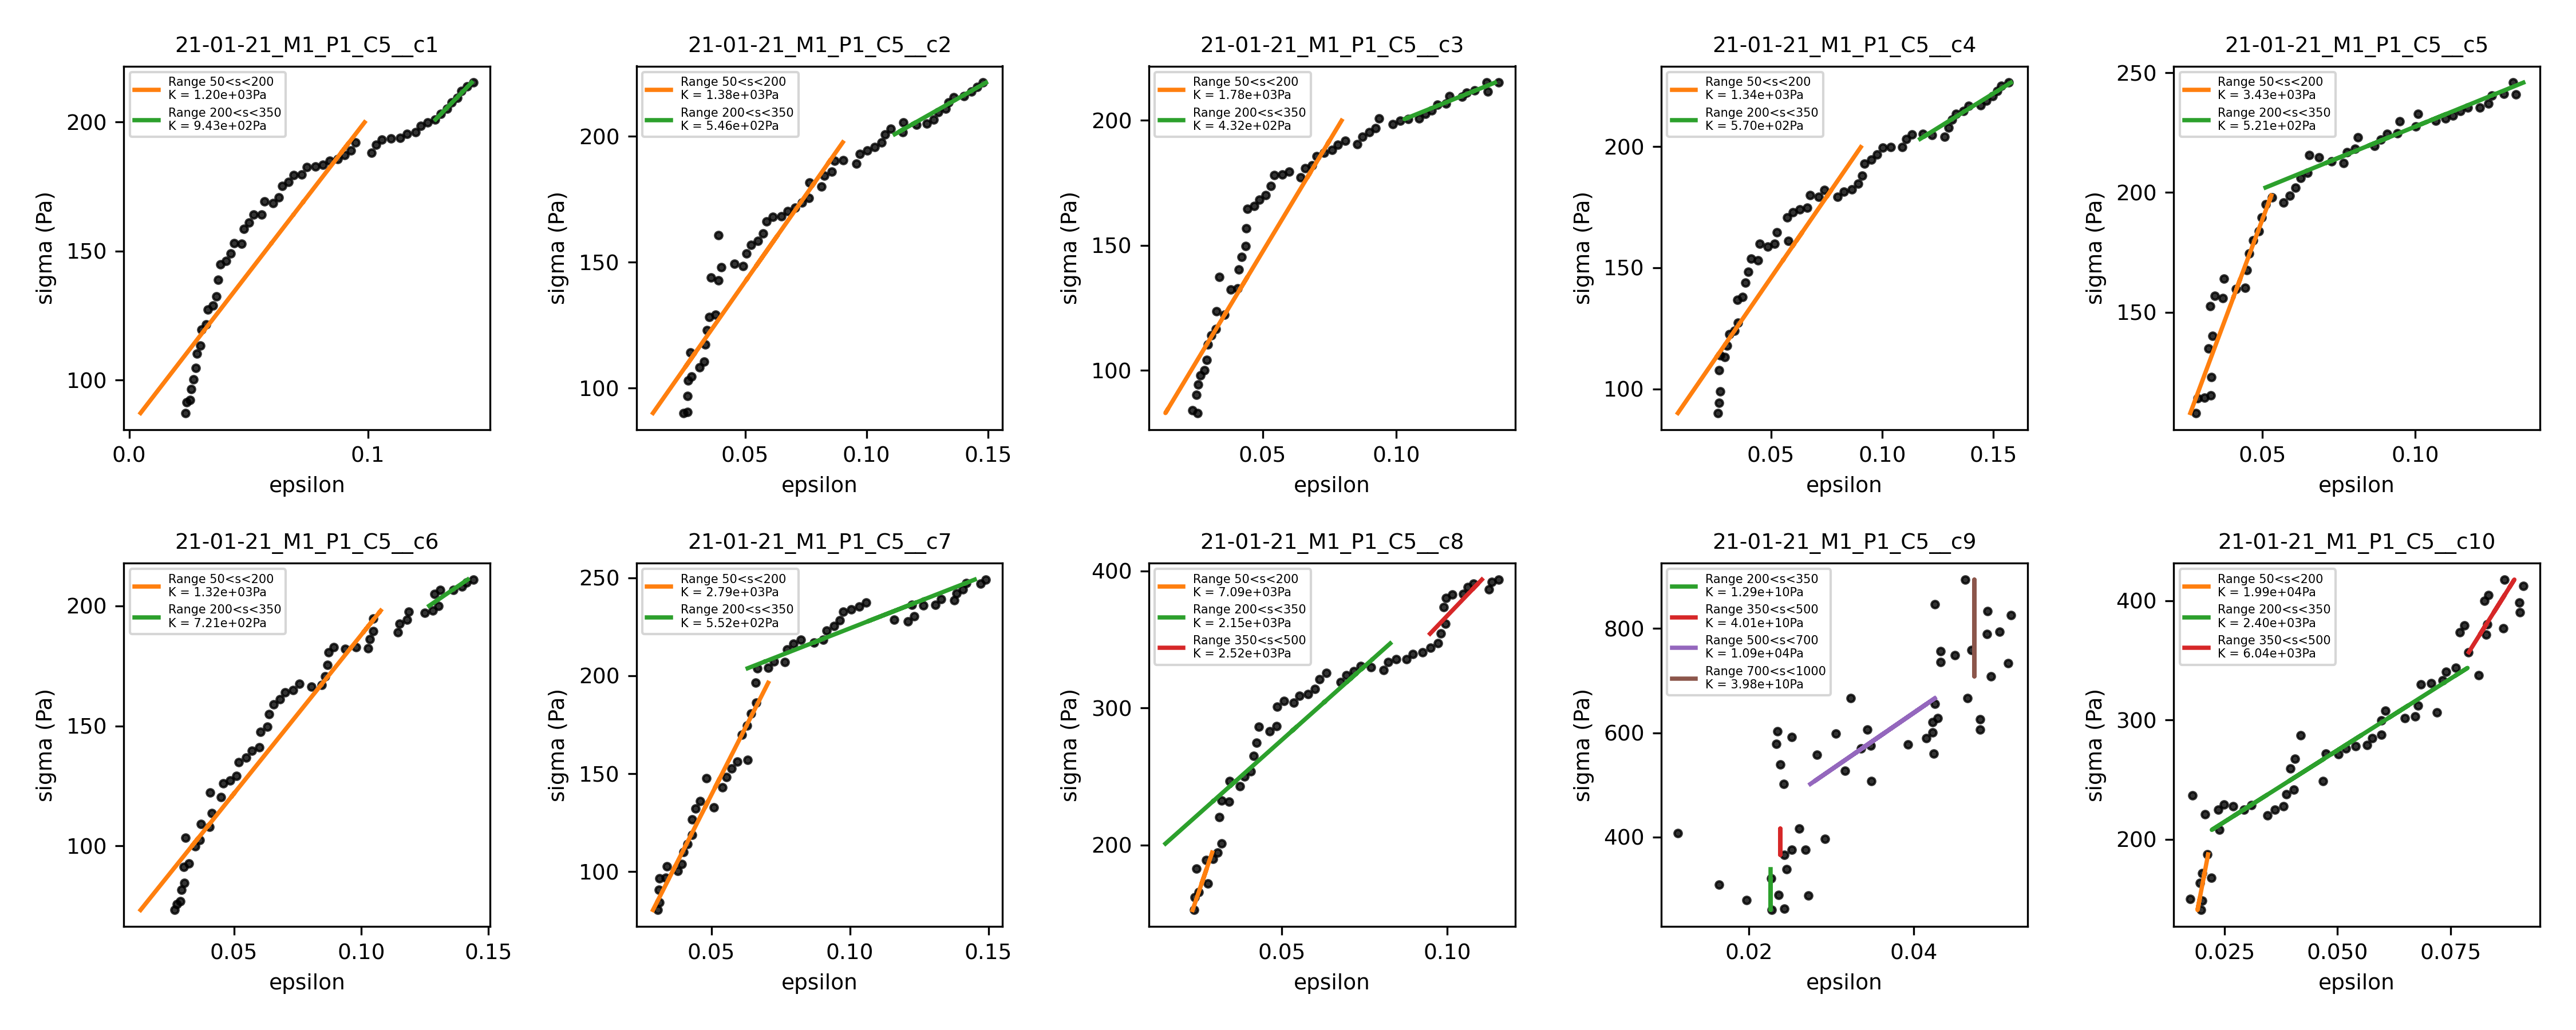 21-01-21_M1_P1_C5__c1
Range 50<s<200
K = 1.20e+03Pa
Range 200<s<350
K = 9.43e+02Pa
200
150
100
sigma (Pa)
0.0
0.1
epsilon
21-01-21_M1_P1_C5__c2
Range 50<s<200
K = 1.38e+03Pa
Range 200<s<350
K = 5.46e+02Pa
200
150
100
sigma (Pa)
0.05
0.10
0.15
epsilon
21-01-21_M1_P1_C5__c3
Range 50<s<200
K = 1.78e+03Pa
Range 200<s<350
K = 4.32e+02Pa
200
150
100
sigma (Pa)
0.05
0.10
epsilon
21-01-21_M1_P1_C5__c4
Range 50<s<200
K = 1.34e+03Pa
Range 200<s<350
K = 5.70e+02Pa
200
150
100
sigma (Pa)
0.05
0.10
0.15
epsilon
21-01-21_M1_P1_C5__c5
Range 50<s<200
K = 3.43e+03Pa
Range 200<s<350
K = 5.21e+02Pa
250
200
150
sigma (Pa)
0.05
0.10
epsilon
21-01-21_M1_P1_C5__c6
Range 50<s<200
K = 1.32e+03Pa
Range 200<s<350
K = 7.21e+02Pa
200
150
100
sigma (Pa)
0.05
0.10
0.15
epsilon
21-01-21_M1_P1_C5__c7
Range 50<s<200
K = 2.79e+03Pa
Range 200<s<350
K = 5.52e+02Pa
250
200
150
100
sigma (Pa)
0.05
0.10
0.15
epsilon
21-01-21_M1_P1_C5__c8
Range 50<s<200
K = 7.09e+03Pa
Range 200<s<350
K = 2.15e+03Pa
Range 350<s<500
K = 2.52e+03Pa
400
300
200
sigma (Pa)
0.05
0.10
epsilon
21-01-21_M1_P1_C5__c9
Range 200<s<350
K = 1.29e+10Pa
Range 350<s<500
K = 4.01e+10Pa
Range 500<s<700
K = 1.09e+04Pa
Range 700<s<1000
K = 3.98e+10Pa
800
600
400
sigma (Pa)
0.02
0.04
epsilon
21-01-21_M1_P1_C5__c10
Range 50<s<200
K = 1.99e+04Pa
Range 200<s<350
K = 2.40e+03Pa
Range 350<s<500
K = 6.04e+03Pa
400
300
200
sigma (Pa)
0.025
0.050
0.075
epsilon